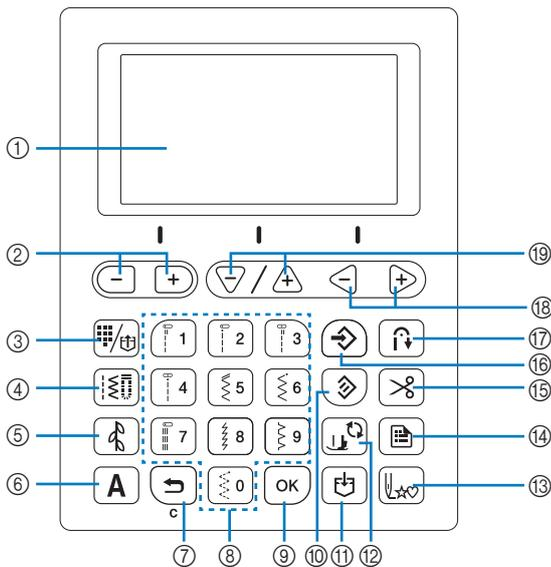 ①
② − + − / + − + ⑲
⑱
③ / 1 2 3 ⑰
⑯
④ 4 5 6 ⑮
⑤ 7 8 9 ⑭
⑥ A 0 OK ⑬
C
⑦ ⑧ ⑨ ⑩ ⑪ ⑫